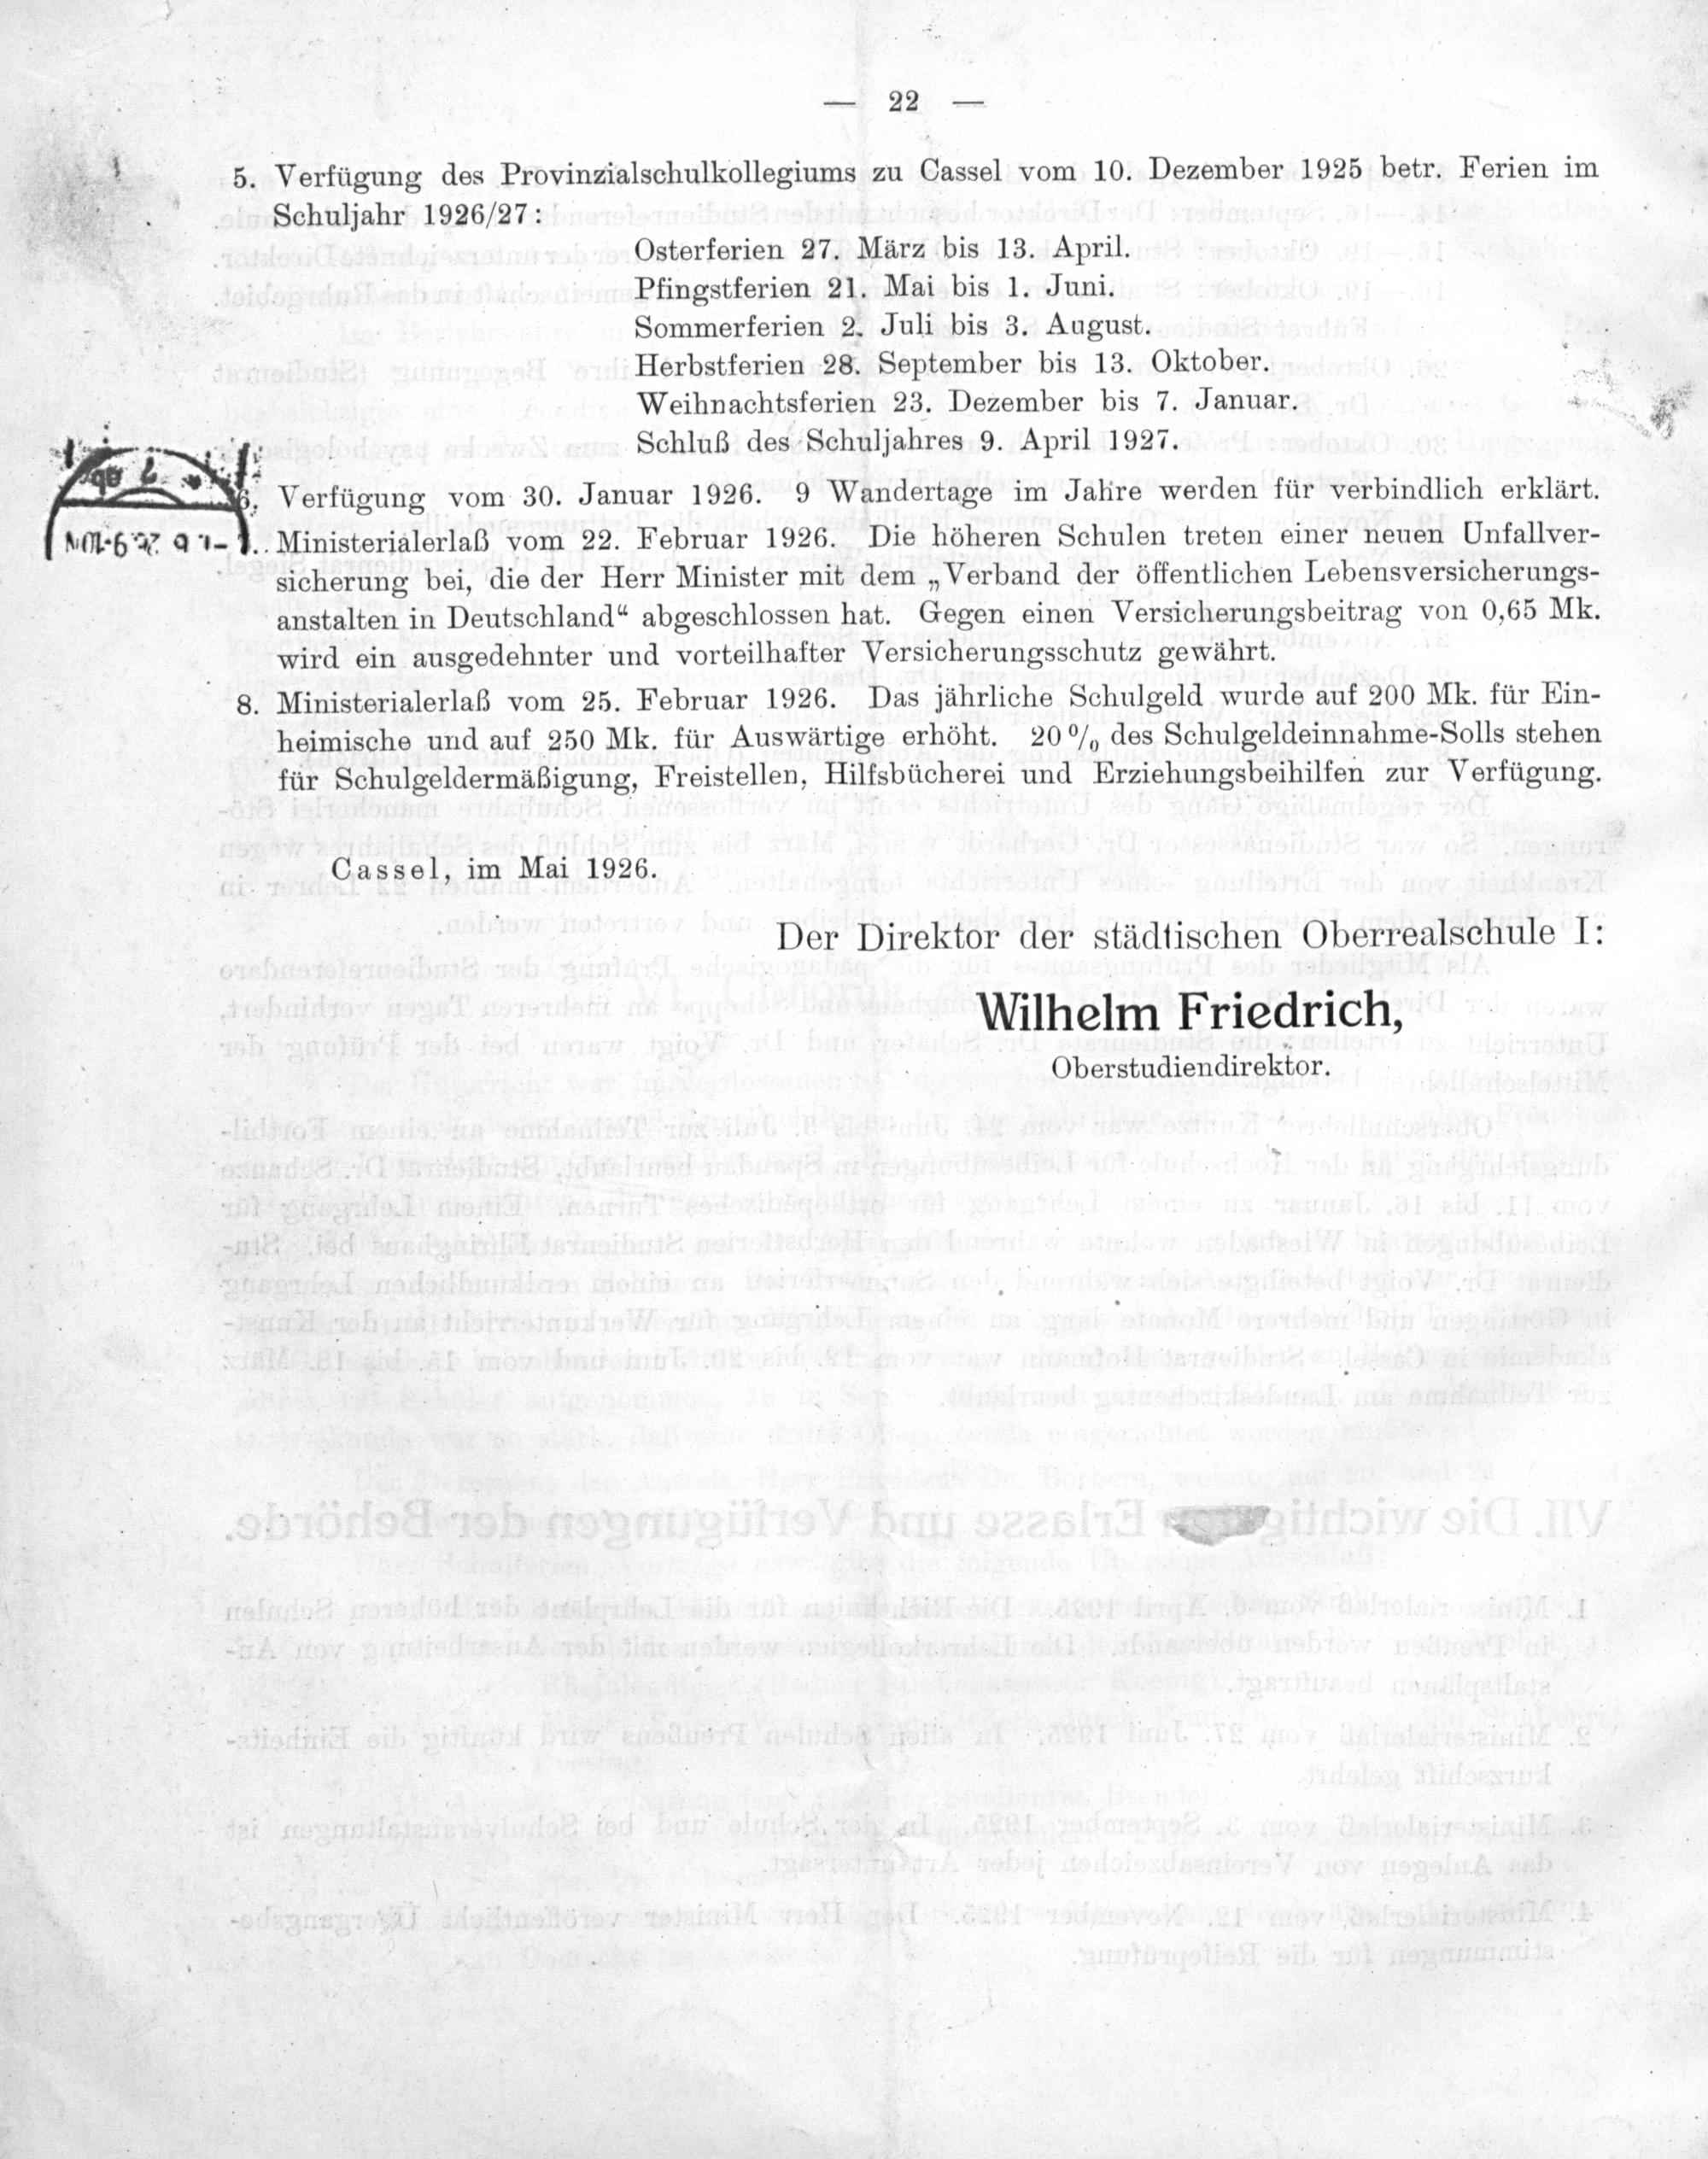 — 22 —
5. Verfügung des Provinzialschulkollegiums zu Cassel vom 10. Dezember 1925 betr. Ferien im
Schuljahr 1926/27:
Osterferien 27. März bis 13. April.
Pfingstferien 21. Mai bis 1. Juni.
Sommerferien 2. Juli bis 3. August.
Herbstferien 28. September bis 13. Oktober.
Weihnachtsferien 23. Dezember bis 7. Januar.
Schluß des Schuljahres 9. April 1927.
6. Verfügung vom 30. Januar 1926. 9 Wandertage im Jahre werden für verbindlich erklärt.
Ministerialerlaß vom 22. Februar 1926. Die höheren Schulen treten einer neuen Unfallver-
sicherung bei, die der Herr Minister mit dem „Verband der öffentlichen Lebensversicherungs-
anstalten in Deutschland“ abgeschlossen hat. Gegen einen Versicherungsbeitrag von 0,65 Mk.
wird ein ausgedehnter und vorteilhafter Versicherungsschutz gewährt.
8. Ministerialerlaß vom 25. Februar 1926. Das jährliche Schulgeld wurde auf 200 Mk. für Ein-
heimische und auf 250 Mk. für Auswärtige erhöht. 20 % des Schulgeldeinnahme-Solls stehen
für Schulgeldermäßigung, Freistellen, Hilfsbücherei und Erziehungsbeihilfen zur Verfügung.
Cassel, im Mai 1926.
Der Direktor der städtischen Oberrealschule I:
Wilhelm Friedrich,
Oberstudiendirektor.